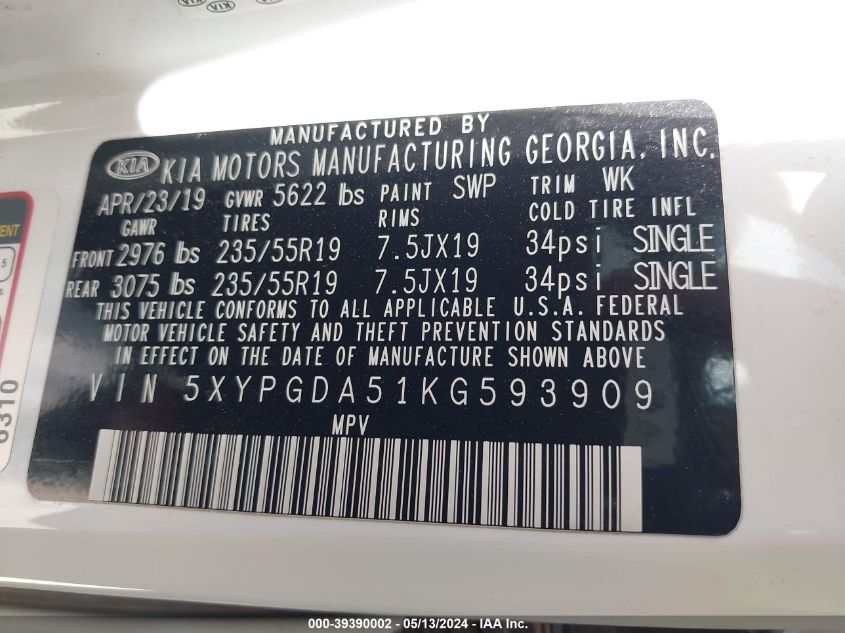 KIA
MANUFACTURED BY
KIA KIA MOTORS MANUFACTURING GEORGIA, INC.
APR/23/19 GVWR 5622 lbs PAINT SWP TRIM WK
GAWR TIRES RIMS COLD TIRE INFL
FRONT 2976 lbs 235/55R19 7.5JX19 34psi SINGLE
REAR 3075 lbs 235/55R19 7.5JX19 34psi SINGLE
THIS VEHICLE CONFORMS TO ALL APPLICABLE U.S.A. FEDERAL
MOTOR VEHICLE SAFETY AND THEFT PREVENTION STANDARDS
IN EFFECT ON THE DATE OF MANUFACTURE SHOWN ABOVE
VIN 5XYPGDA51KG593909
MPV
6310
000-39390002 - 05/13/2024 - IAA Inc.